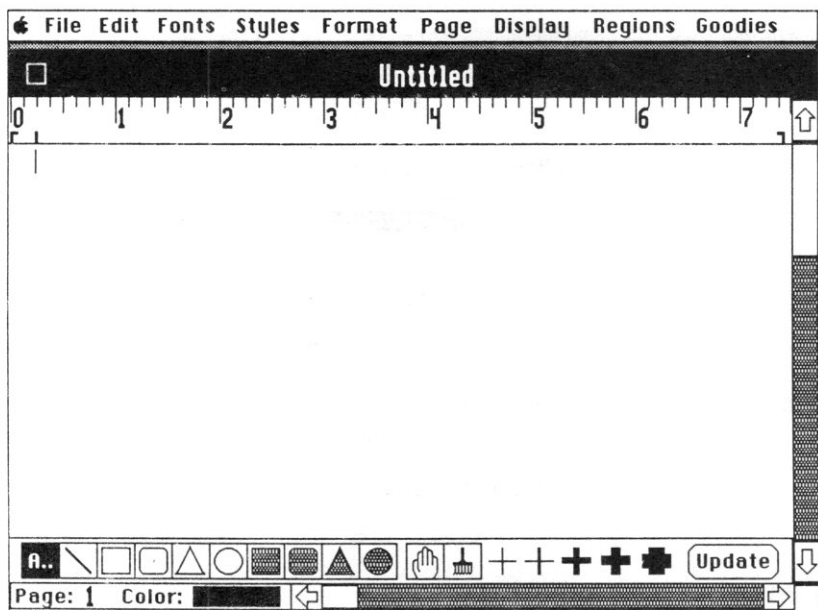 File Edit Fonts Styles Format Page Display Regions Goodies
Untitled
0 1 2 3 4 5 6 7
A.. Update
Page: 1 Color: